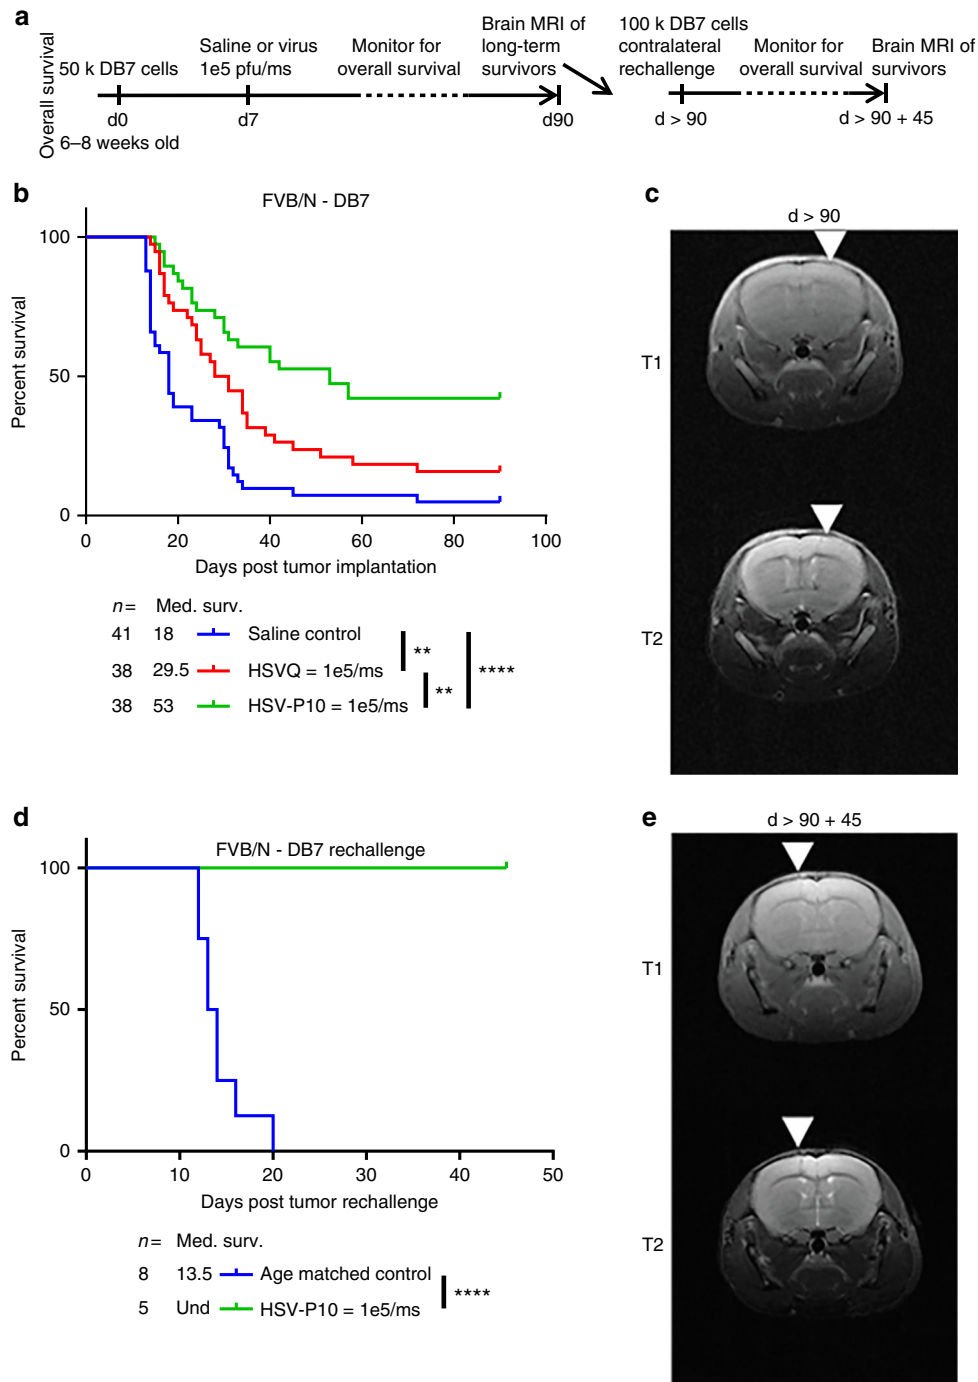 a
Overall survival
50 k DB7 cells
Saline or virus
1e5 pfu/ms
Monitor for
overall survival
Brain MRI of
long-term
survivors
100 k DB7 cells
contralateral
rechallenge
Monitor for
overall survival
Brain MRI of
survivors
d0
d7
d90
d > 90
d > 90 + 45
6–8 weeks old
b
FVB/N - DB7
Percent survival
100
50
0
0 20 40 60 80 100
Days post tumor implantation
n= Med. surv.
41 18 Saline control
38 29.5 HSVQ = 1e5/ms
38 53 HSV-P10 = 1e5/ms
**
**
****
c
d > 90
T1
T2
d
FVB/N - DB7 rechallenge
Percent survival
100
50
0
0 10 20 30 40 50
Days post tumor rechallenge
n= Med. surv.
8 13.5 Age matched control
5 Und HSV-P10 = 1e5/ms
****
e
d > 90 + 45
T1
T2